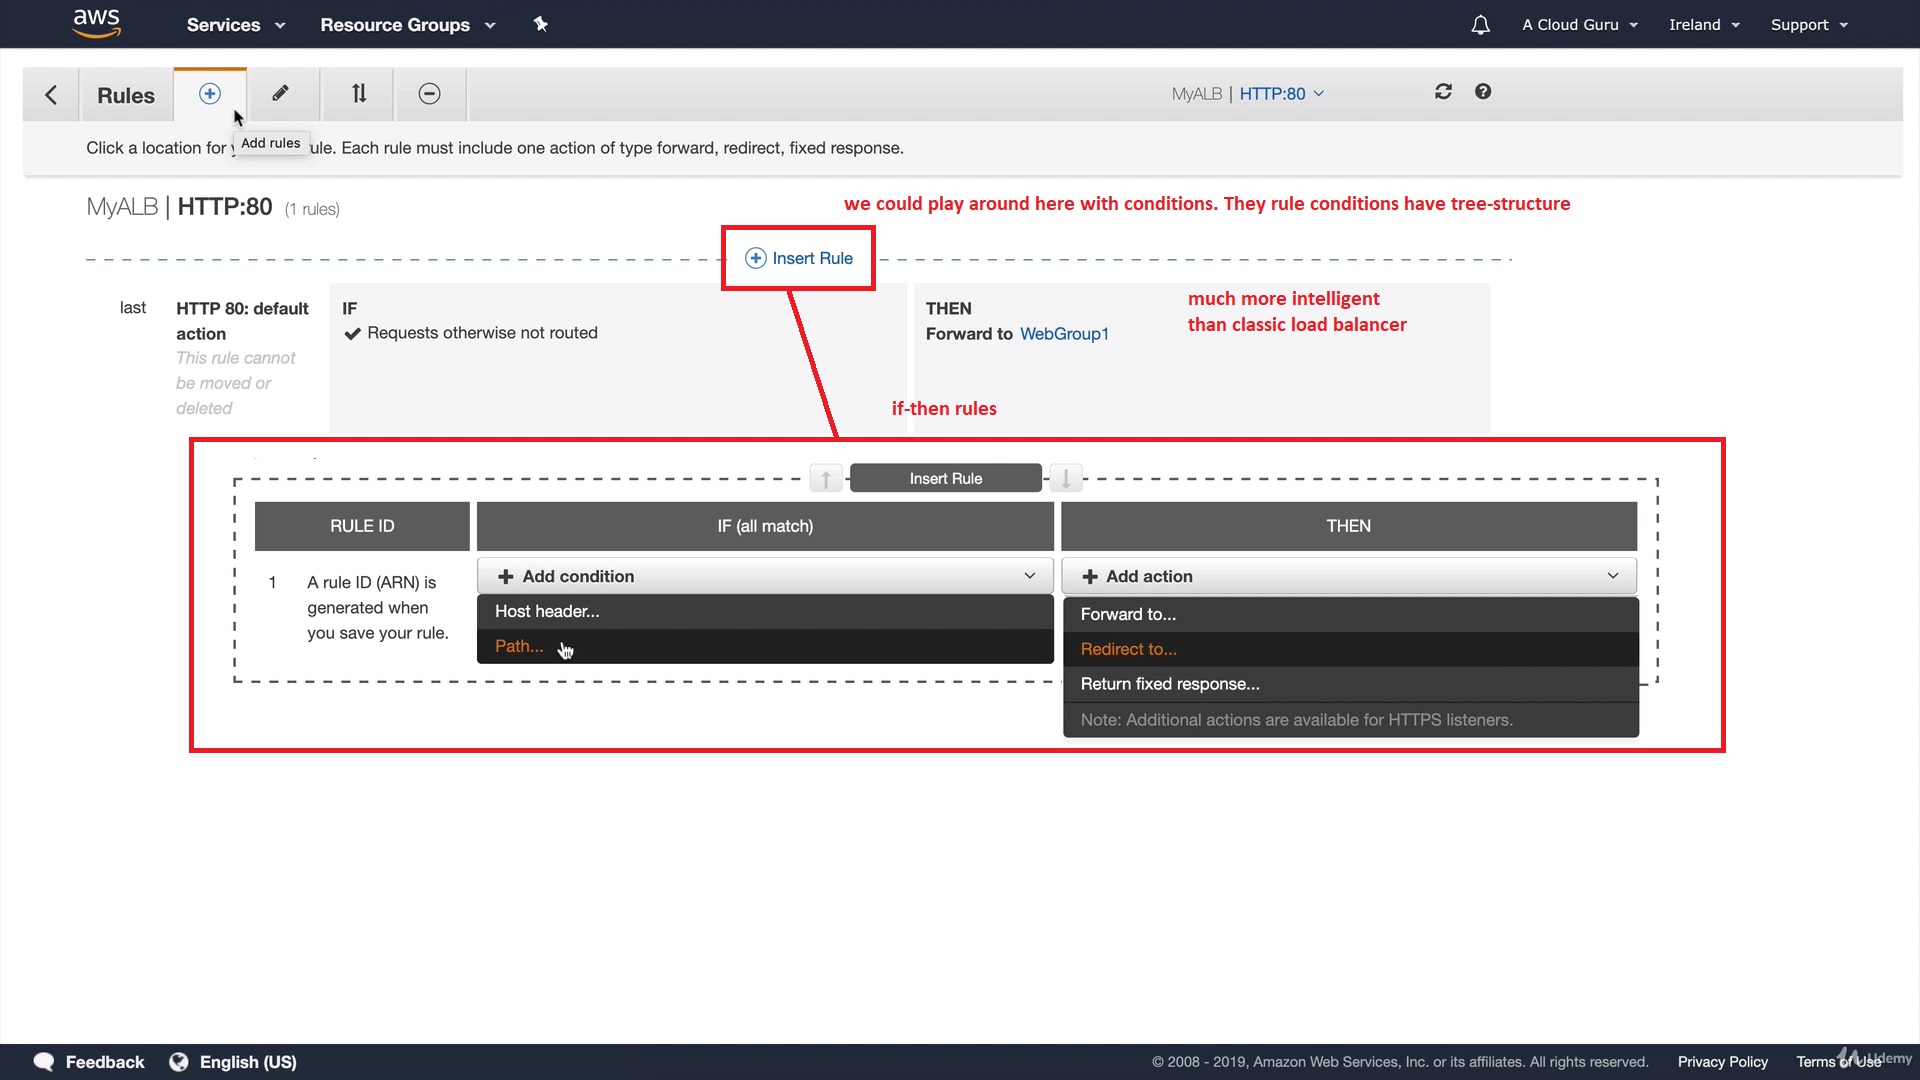 aws Services Resource Groups A Cloud Guru Ireland Support
Rules MyALB | HTTP:80
Click a location for ule. Each rule must include one action of type forward, redirect, fixed response.
Add rules
MyALB | HTTP:80 (1 rules)
we could play around here with conditions. They rule conditions have tree-structure
Insert Rule
last
HTTP 80: default
action
This rule cannot
be moved or
deleted
IF
Requests otherwise not routed
THEN
Forward to WebGroup1
much more intelligent
than classic load balancer
if-then rules
Insert Rule
RULE ID IF (all match) THEN
1
A rule ID (ARN) is
generated when
you save your rule.
Add condition
Host header...
Path...
Add action
Forward to...
Redirect to...
Return fixed response...
Note: Additional actions are available for HTTPS listeners.
Feedback English (US) © 2008 - 2019, Amazon Web Services, Inc. or its affiliates. All rights reserved. Privacy Policy Terms of Use
Udemy